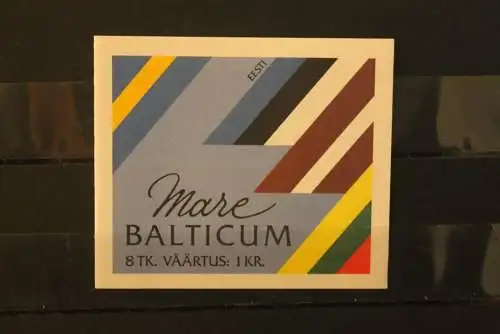 EESTI
Mare
BALTICUM
8 TK. VÄÄRTUS: 1 KR.